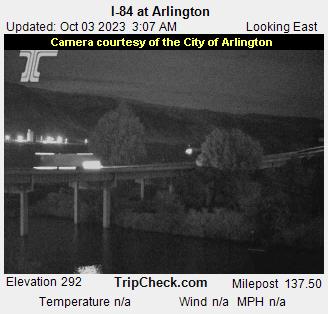 I-84 at Arlington
Updated: Oct 03 2023 3:07 AM Looking East
Camera courtesy of the City of Arlington
Elevation 292 TripCheck.com Milepost 137.50
Temperature n/a Wind n/a MPH n/a